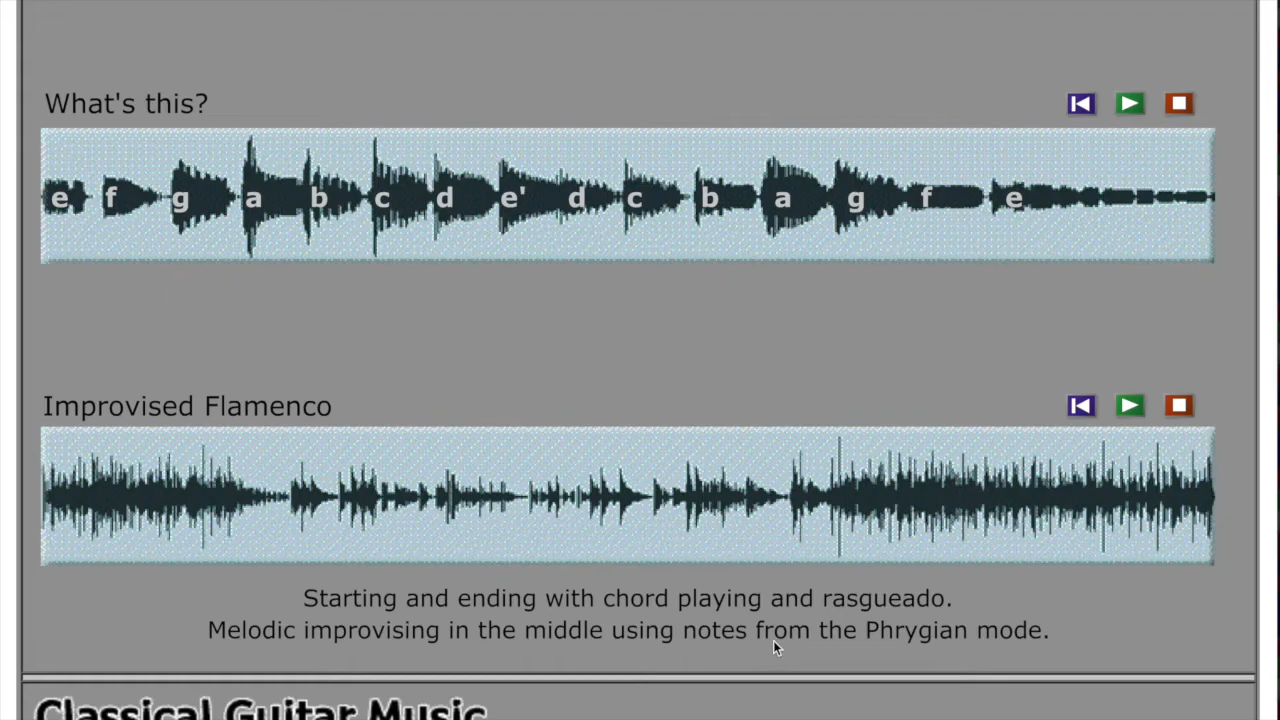 What's this?
e f g a b c d e' d c b a g f e
Improvised Flamenco
Starting and ending with chord playing and rasgueado.
Melodic improvising in the middle using notes from the Phrygian mode.
Classical Guitar Music